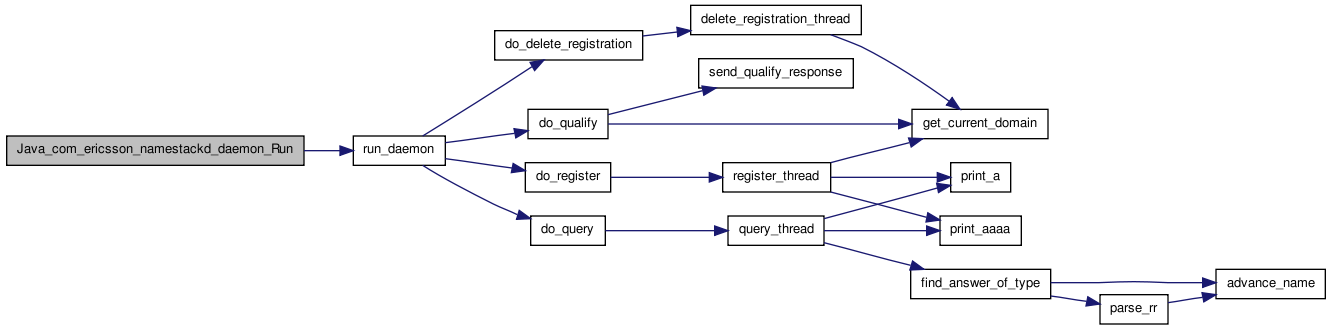 delete_registration_thread
do_delete_registration
send_qualify_response
do_qualify
get_current_domain
Java_com_ericsson_namestackd_daemon_Run
run_daemon
do_register
register_thread
print_a
do_query
query_thread
print_aaaa
find_answer_of_type
advance_name
parse_rr